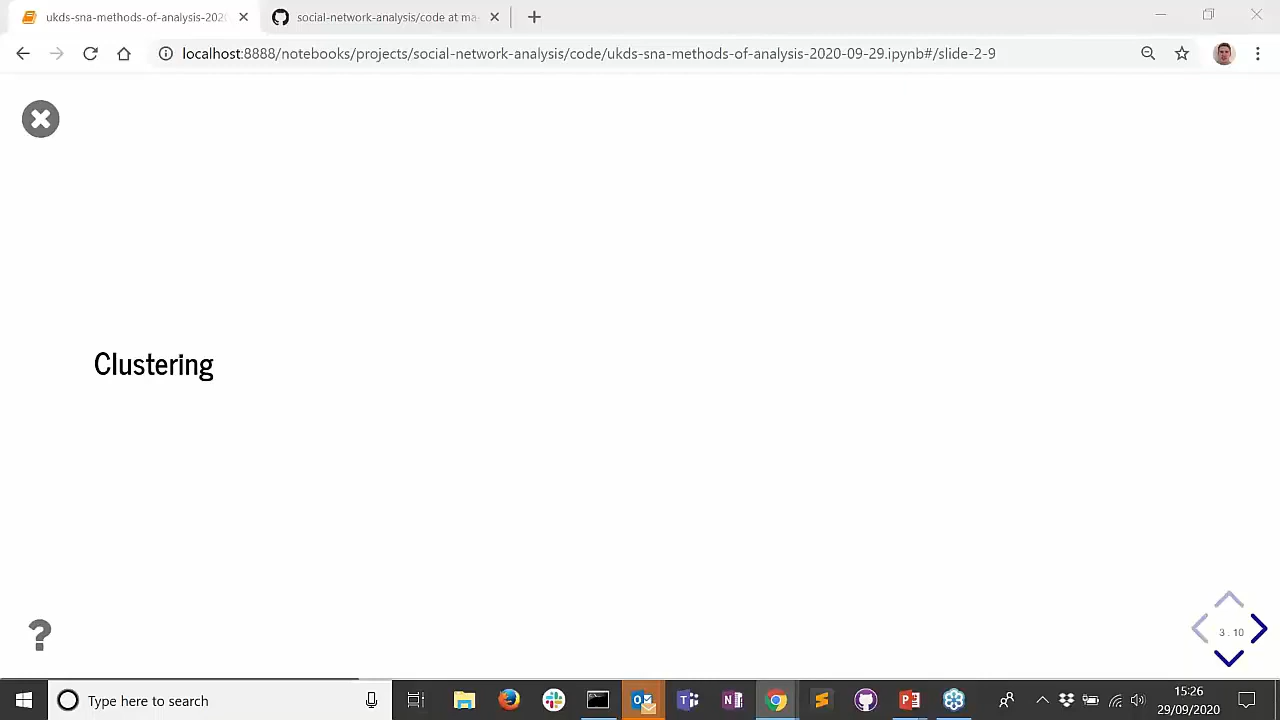 ukds-sna-methods-of-analysis-202
social-network-analysis/code at ma
localhost:8888/notebooks/projects/social-network-analysis/code/ukds-sna-methods-of-analysis-2020-09-29.ipynb#/slide-2-9
Clustering
?
3 . 10
Type here to search
15:26
29/09/2020